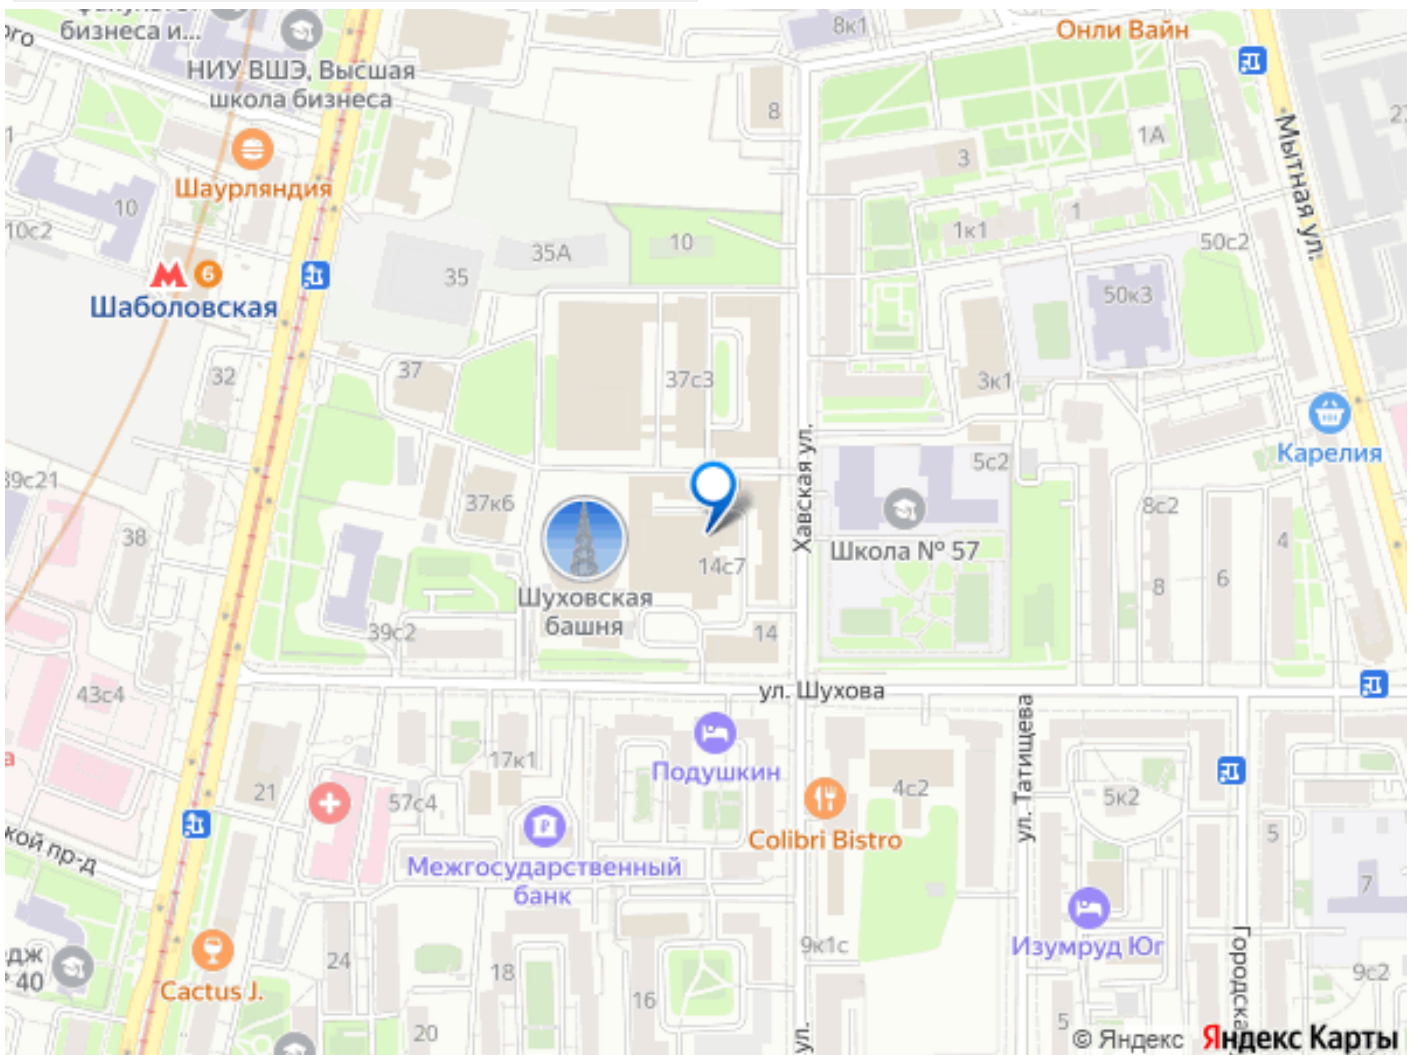 бизнеса и...
НИУ ВШЭ, Высшая
школа бизнеса
8к1
Онли Вайн
8
1А
3
Шаурляндия
Мытная ул.
10
10с2
1
1к1
50с2
35А
10
35
6
Шаболовская
50к3
32
37
37с3
3к1
Карелия
39с21
37к6
Хавская ул.
5с2
8с2
38
Школа № 57
4
14с7
8
6
Шуховская
башня
39с2
14
43с4
ул. Шухова
17к1
Подушкин
ул. Татищева
21
57с4
4с2
5к2
5
Colibri Bistro
Межгосударственный
банк
кой пр-д
7
9к1с
Изумруд Юг
24
18
16
40
Cactus J.
20
9с2
5
ул.
© Яндекс Яндекс Карты